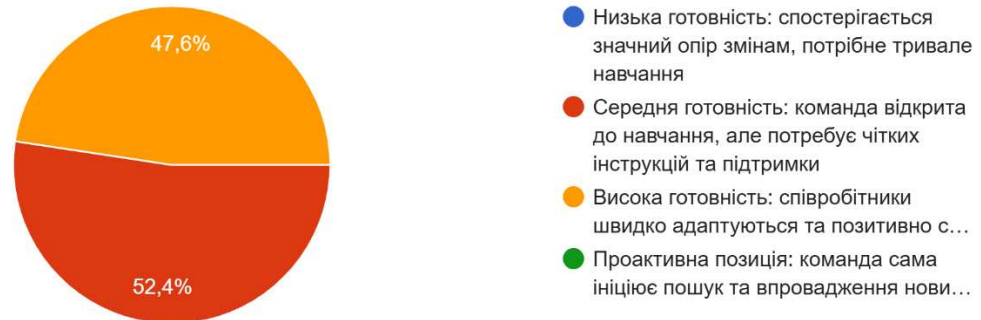 47,6%
52,4%
Низька готовність: спостерігається
значний опір змінам, потрібне тривале
навчання
Середня готовність: команда відкрита
до навчання, але потребує чітких
інструкцій та підтримки
Висока готовність: співробітники
швидко адаптуються та позитивно с…
Проактивна позиція: команда сама
ініціює пошук та впровадження нови…